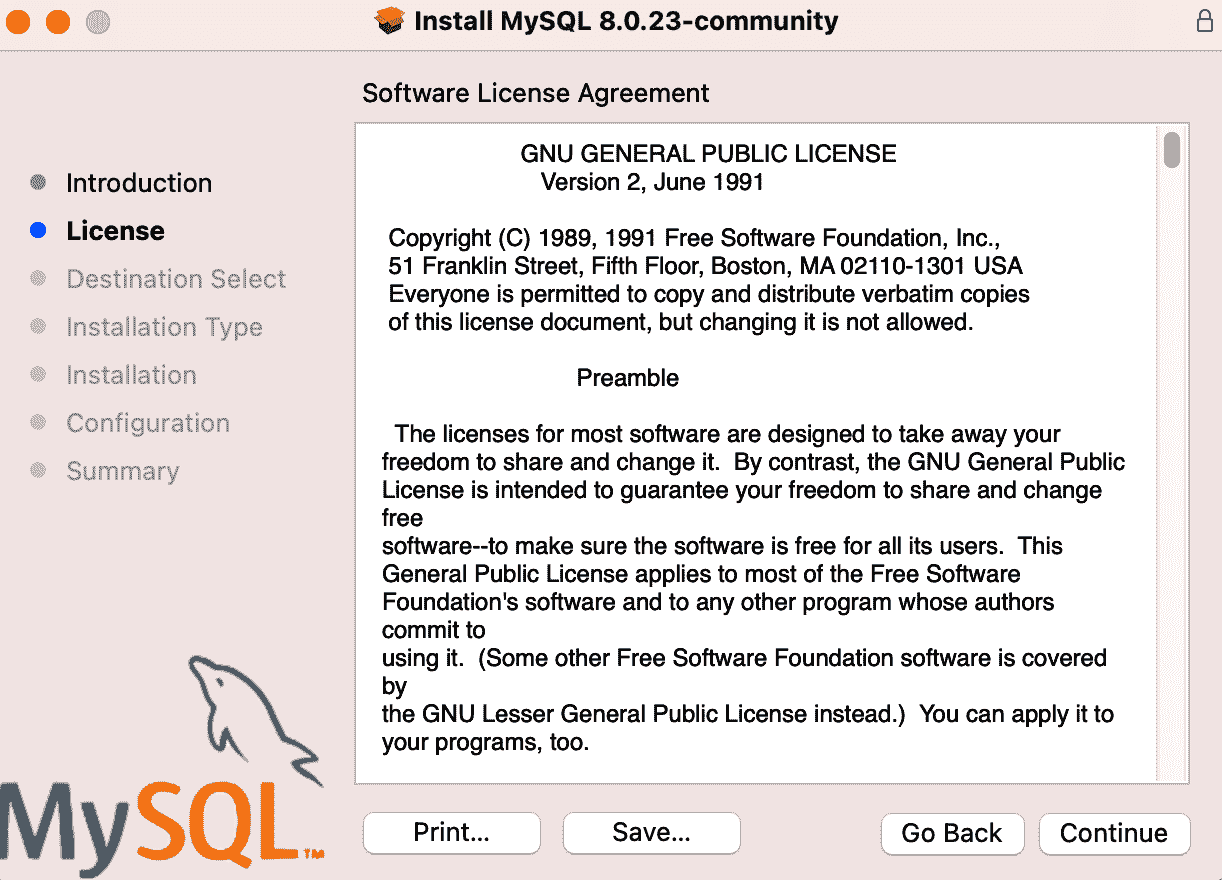 Install MySQL 8.0.23-community
Software License Agreement
Introduction
License
Destination Select
Installation Type
Installation
Configuration
Summary
GNU GENERAL PUBLIC LICENSE
Version 2, June 1991
Copyright (C) 1989, 1991 Free Software Foundation, Inc.,
51 Franklin Street, Fifth Floor, Boston, MA 02110-1301 USA
Everyone is permitted to copy and distribute verbatim copies
of this license document, but changing it is not allowed.
Preamble
The licenses for most software are designed to take away your
freedom to share and change it.  By contrast, the GNU General Public
License is intended to guarantee your freedom to share and change
free
software--to make sure the software is free for all its users.  This
General Public License applies to most of the Free Software
Foundation's software and to any other program whose authors
commit to
using it.  (Some other Free Software Foundation software is covered
by
the GNU Lesser General Public License instead.)  You can apply it to
your programs, too.
MySQL™
Print...
Save...
Go Back
Continue